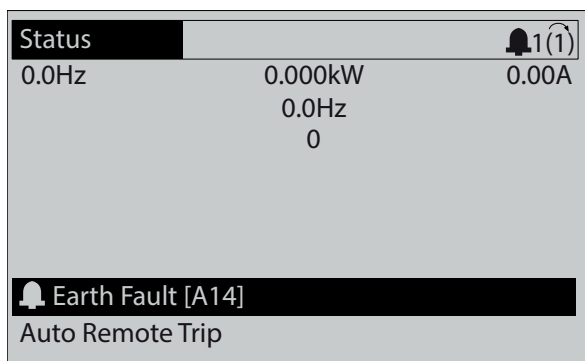 Status 1(1)
0.0Hz 0.000kW 0.00A
0.0Hz
0
Earth Fault [A14]
Auto Remote Trip